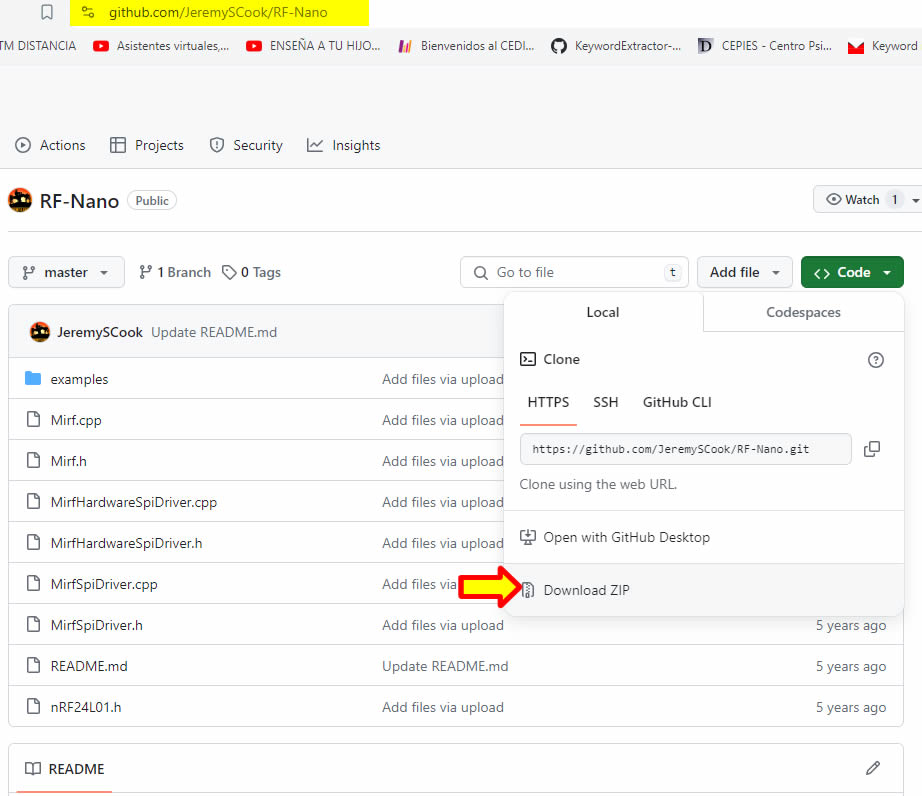 github.com/JeremySCook/RF-Nano
TM DISTANCIA Asistentes virtuales,... ENSEÑA A TU HIJO... Bienvenidos al CEDI... KeywordExtractor-... CEPIES - Centro Psi... Keyword
Actions Projects Security Insights
RF-Nano Public Watch 1
master 1 Branch 0 Tags Go to file t Add file Code
Local Codespaces
JeremySCook Update README.md
Clone
examples Add files via upload
HTTPS SSH GitHub CLI
Mirf.cpp Add files via upload
https://github.com/JeremySCook/RF-Nano.git
Mirf.h Add files via upload
Clone using the web URL.
MirfHardwareSpiDriver.cpp Add files via upload
MirfHardwareSpiDriver.h Add files via upload
Open with GitHub Desktop
MirfSpiDriver.cpp Add files via
Download ZIP
MirfSpiDriver.h Add files via upload 5 years ago
README.md Update README.md 5 years ago
nRF24L01.h Add files via upload 5 years ago
README